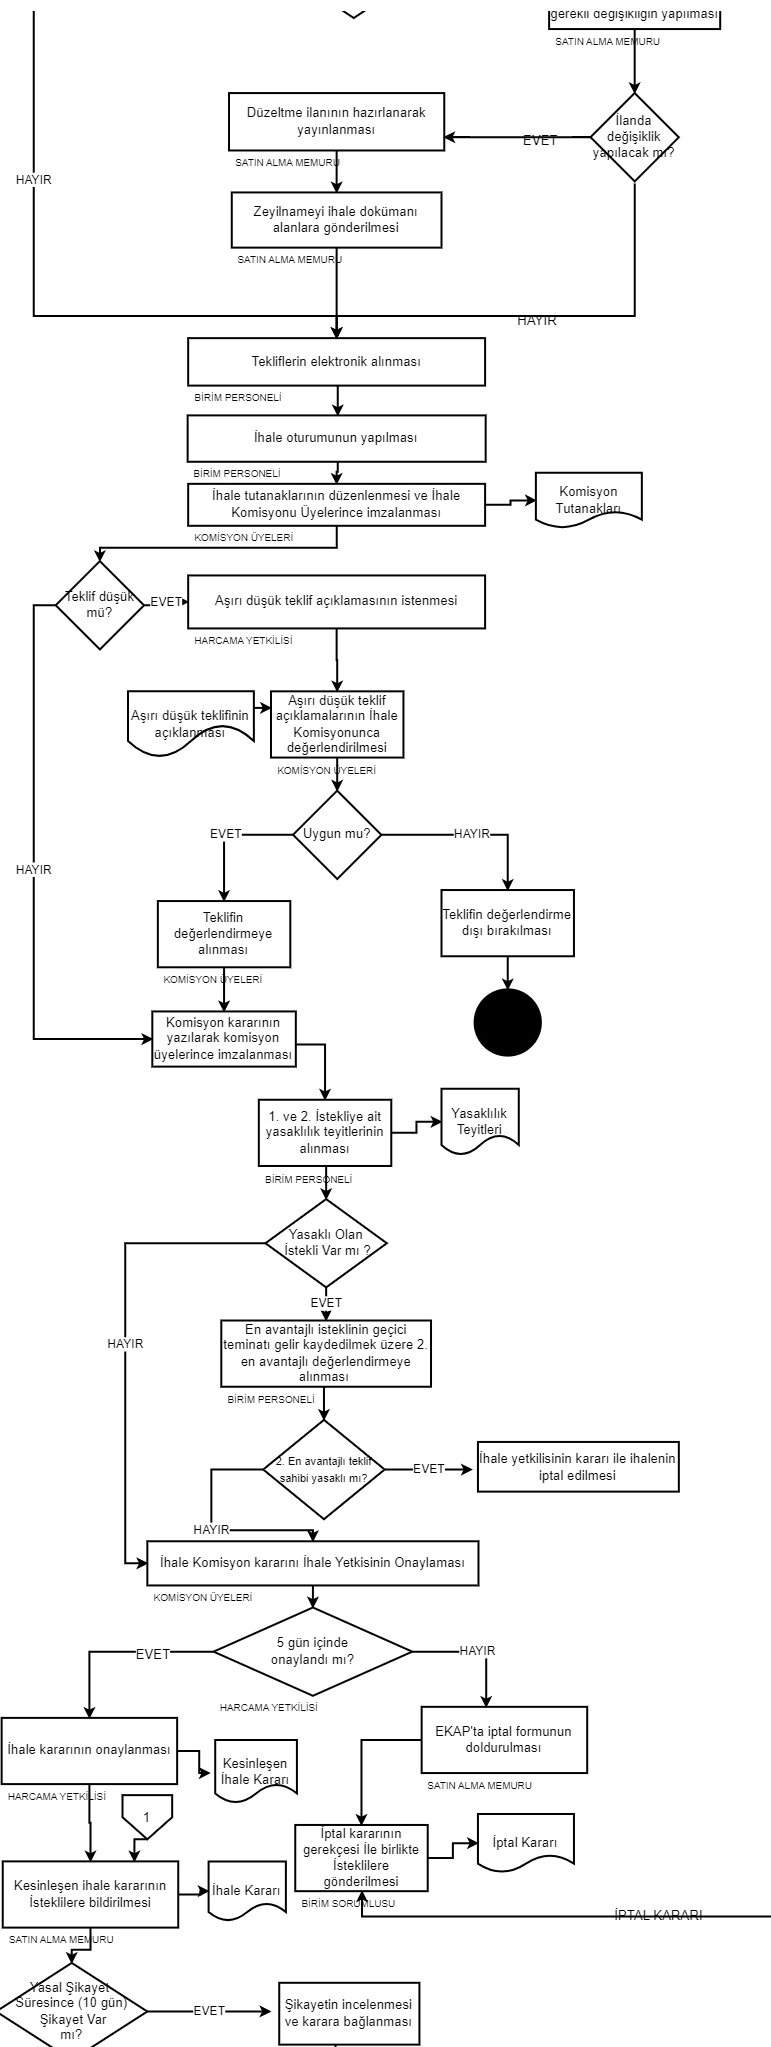 gerekli değişikliğin yapılması
SATIN ALMA MEMURU
Düzeltme ilanının hazırlanarak
yayınlanması
SATIN ALMA MEMURU
EVET
İlanda
değişiklik
yapılacak mı?
HAYIR
Zeyilnameyi ihale dokümanı
alanlara gönderilmesi
SATIN ALMA MEMURU
HAYIR
Tekliflerin elektronik alınması
BİRİM PERSONELİ
İhale oturumunun yapılması
BİRİM PERSONELİ
İhale tutanaklarının düzenlenmesi ve İhale
Komisyonu Üyelerince imzalanması
KOMİSYON ÜYELERİ
Komisyon
Tutanakları
Teklif düşük
mü?
EVET
Aşırı düşük teklif açıklamasının istenmesi
HARCAMA YETKİLİSİ
Aşırı düşük teklifinin
açıklanması
Aşırı düşük teklif
açıklamalarının İhale
Komisyonunca
değerlendirilmesi
KOMİSYON ÜYELERİ
EVET
Uygun mu?
HAYIR
HAYIR
Teklifin
değerlendirmeye
alınması
KOMİSYON ÜYELERİ
Teklifin değerlendirme
dışı bırakılması
Komisyon kararının
yazılarak komisyon
üyelerince imzalanması
1. ve 2. İstekliye ait
yasaklılık teyitlerinin
alınması
BİRİM PERSONELİ
Yasaklılık
Teyitleri
Yasaklı Olan
İstekli Var mı ?
EVET
HAYIR
En avantajlı isteklinin geçici
teminatı gelir kaydedilmek üzere 2.
en avantajlı değerlendirmeye
alınması
BİRİM PERSONELİ
2. En avantajlı teklif
sahibi yasaklı mı?
EVET
İhale yetkilisinin kararı ile ihalenin
iptal edilmesi
HAYIR
İhale Komisyon kararını İhale Yetkisinin Onaylaması
KOMİSYON ÜYELERİ
EVET
5 gün içinde
onaylandı mı?
HAYIR
HARCAMA YETKİLİSİ
İhale kararının onaylanması
HARCAMA YETKİLİSİ
Kesinleşen
İhale Kararı
EKAP'ta iptal formunun
doldurulması
SATIN ALMA MEMURU
1
İptal kararının
gerekçesi İle birlikte
İsteklilere
gönderilmesi
BİRİM SORUMLUSU
İptal Kararı
Kesinleşen ihale kararının
İsteklilere bildirilmesi
SATIN ALMA MEMURU
İhale Kararı
İPTAL KARARI
Yasal Şikayet
Süresince (10 gün)
Şikayet Var
mı?
EVET
Şikayetin incelenmesi
ve karara bağlanması